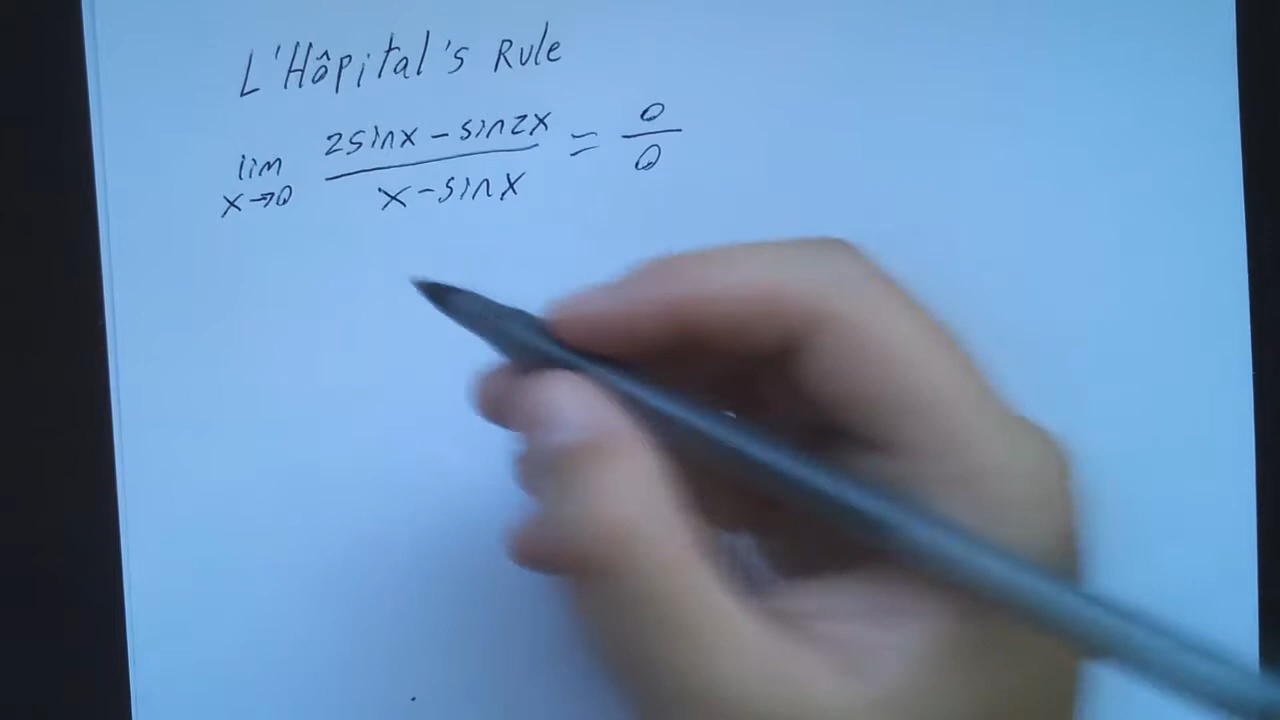 L'Hôpital's Rule
lim x→0 (2sinx - sin2x)/(x - sinx) = 0/0